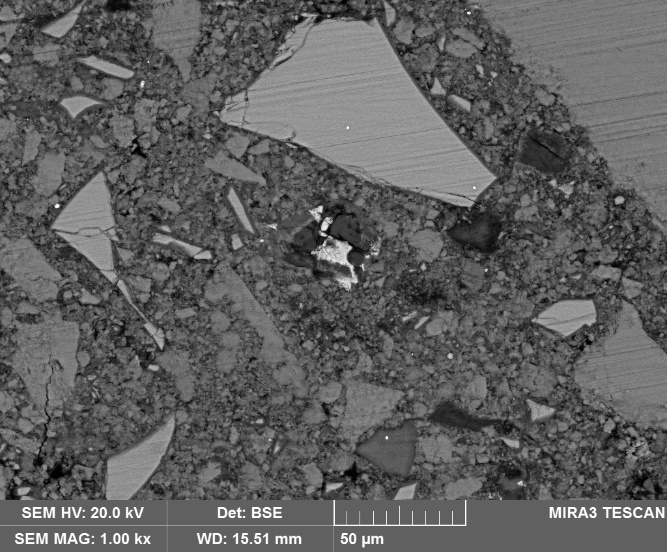 SEM HV: 20.0 kV Det: BSE MIRA3 TESCAN
SEM MAG: 1.00 kx WD: 15.51 mm 50 µm